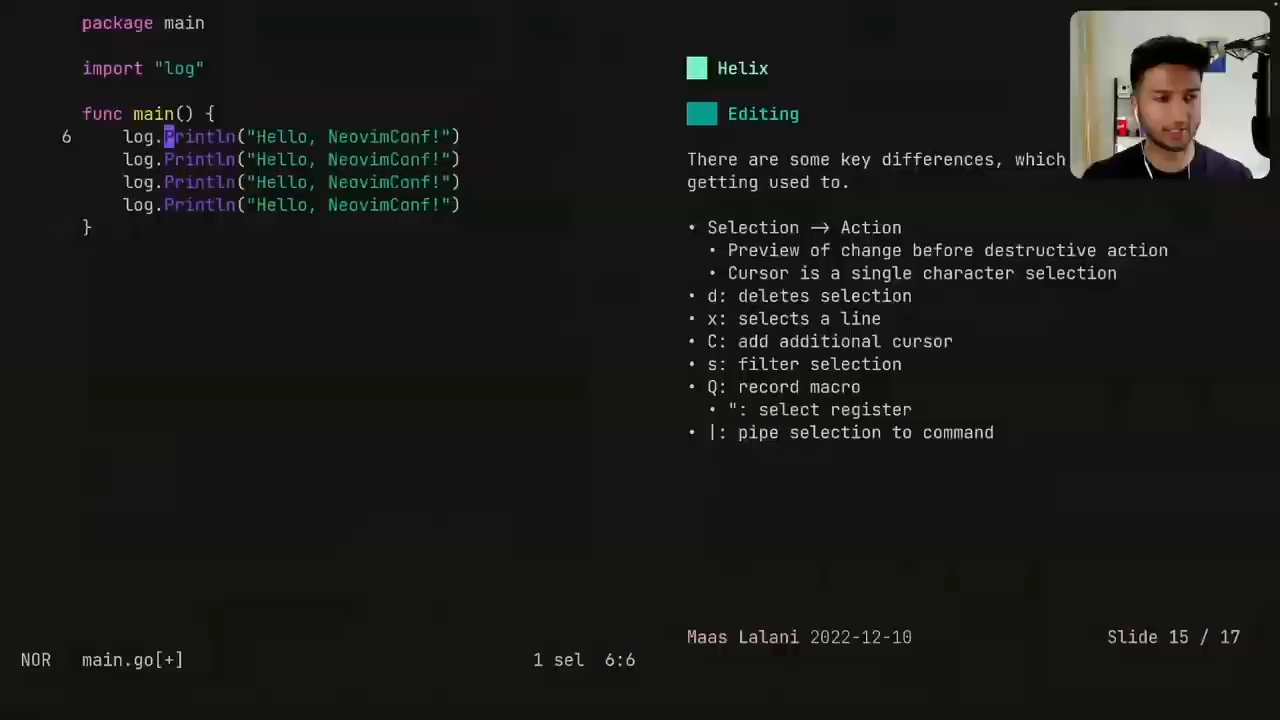 package main
import "log"
func main() {
6 log.Println("Hello, NeovimConf!")
log.Println("Hello, NeovimConf!")
log.Println("Hello, NeovimConf!")
log.Println("Hello, NeovimConf!")
}
NOR main.go[+] 1 sel 6:6
Helix
Editing
There are some key differences, which
getting used to.
• Selection → Action
• Preview of change before destructive action
• Cursor is a single character selection
• d: deletes selection
• x: selects a line
• C: add additional cursor
• s: filter selection
• Q: record macro
• ": select register
• |: pipe selection to command
Maas Lalani 2022-12-10 Slide 15 / 17